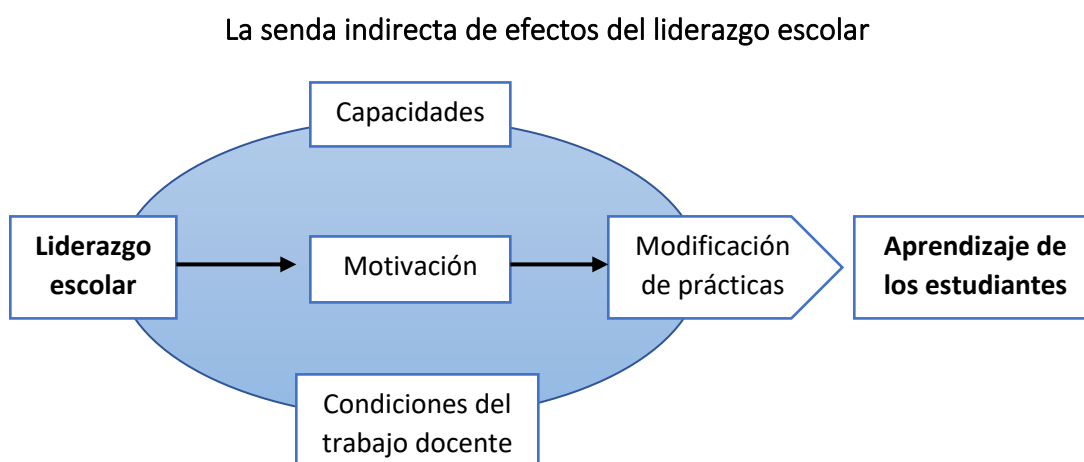 La senda indirecta de efectos del liderazgo escolar
Capacidades
Liderazgo
escolar
Motivación
Modificación
de prácticas
Aprendizaje de
los estudiantes
Condiciones del
trabajo docente